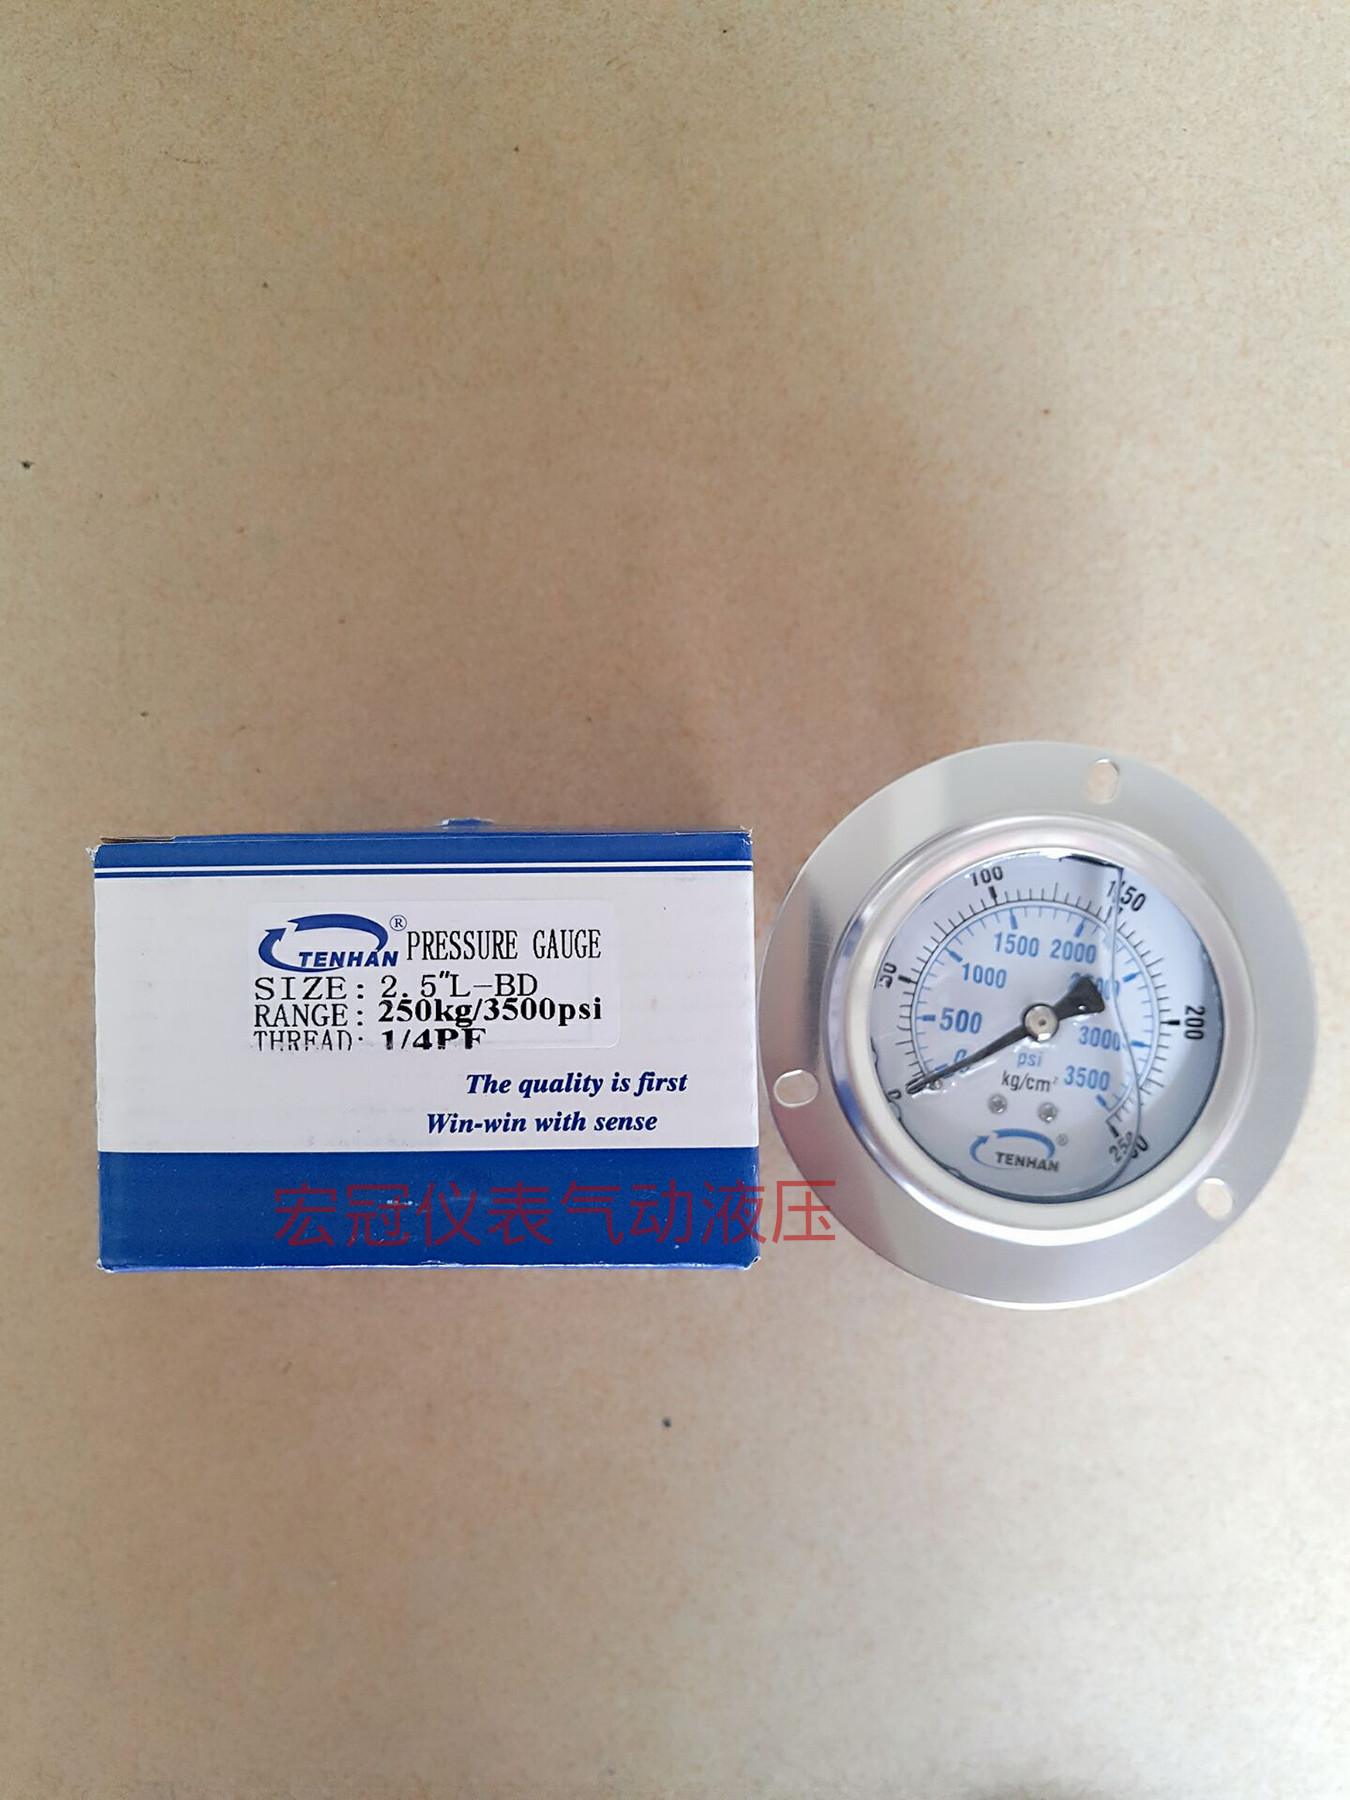 TENHAN® PRESSURE GAUGE
SIZE: 2.5"L-BD
RANGE: 250kg/3500psi
THREAD: 1/4PF
The quality is first
Win-win with sense
宏冠仪表气动液压
0
50
100
150
200
250
0
500
1000
1500
2000
3000
3500
psi
kg/cm²
TENHAN®